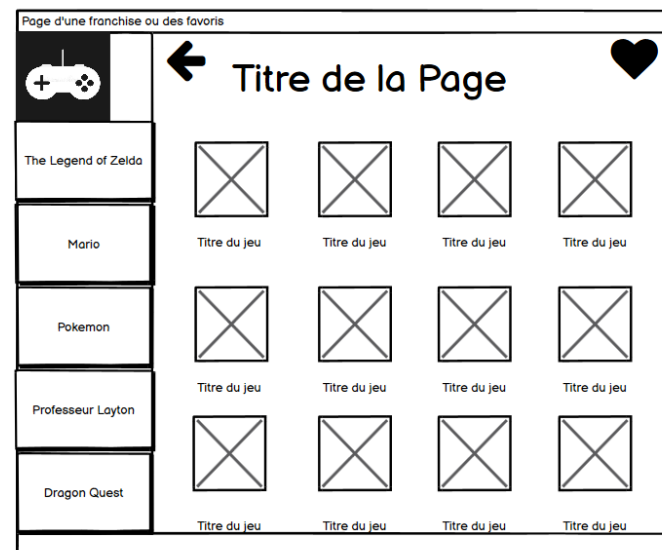 Page d'une franchise ou des favoris
Titre de la Page
The Legend of Zelda
Mario
Pokemon
Professeur Layton
Dragon Quest
Titre du jeu
Titre du jeu
Titre du jeu
Titre du jeu
Titre du jeu
Titre du jeu
Titre du jeu
Titre du jeu
Titre du jeu
Titre du jeu
Titre du jeu
Titre du jeu